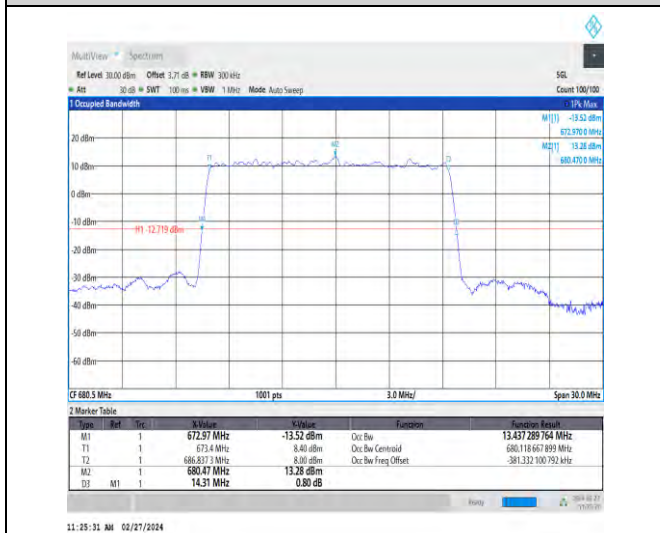 MultiView Spectrum
Ref Level 30.00 dBm Offset 3.71 dB RBW 300 kHz SGL
Att 30 dB SWT 100 ms VBW 1 MHz Mode Auto Sweep Count 100/100
1 Occupied Bandwidth 1Pk Max
M1[1] -13.52 dBm
672.970 0 MHz
M2[1] 13.28 dBm
680.470 0 MHz
20 dBm
M2
T1
10 dBm
0 dBm
-10 dBm
H1 -12.719 dBm
-20 dBm
-30 dBm
-40 dBm
-50 dBm
-60 dBm
CF 680.5 MHz 1001 pts 3.0 MHz/ Span 30.0 MHz
2 Marker Table
Type Ref Trc X-Value Y-Value Function Function Result
M1 1 672.97 MHz -13.52 dBm Occ Bw 13.437 289 764 MHz
T1 1 673.4 MHz 8.40 dBm Occ Bw Centroid 680.118 667 899 MHz
T2 1 686.837 3 MHz 8.00 dBm Occ Bw Freq Offset -381.332 100 792 kHz
M2 1 680.47 MHz 13.28 dBm
D3 M1 1 14.31 MHz 0.80 dB
Ready
11:25:31 AM 02/27/2024